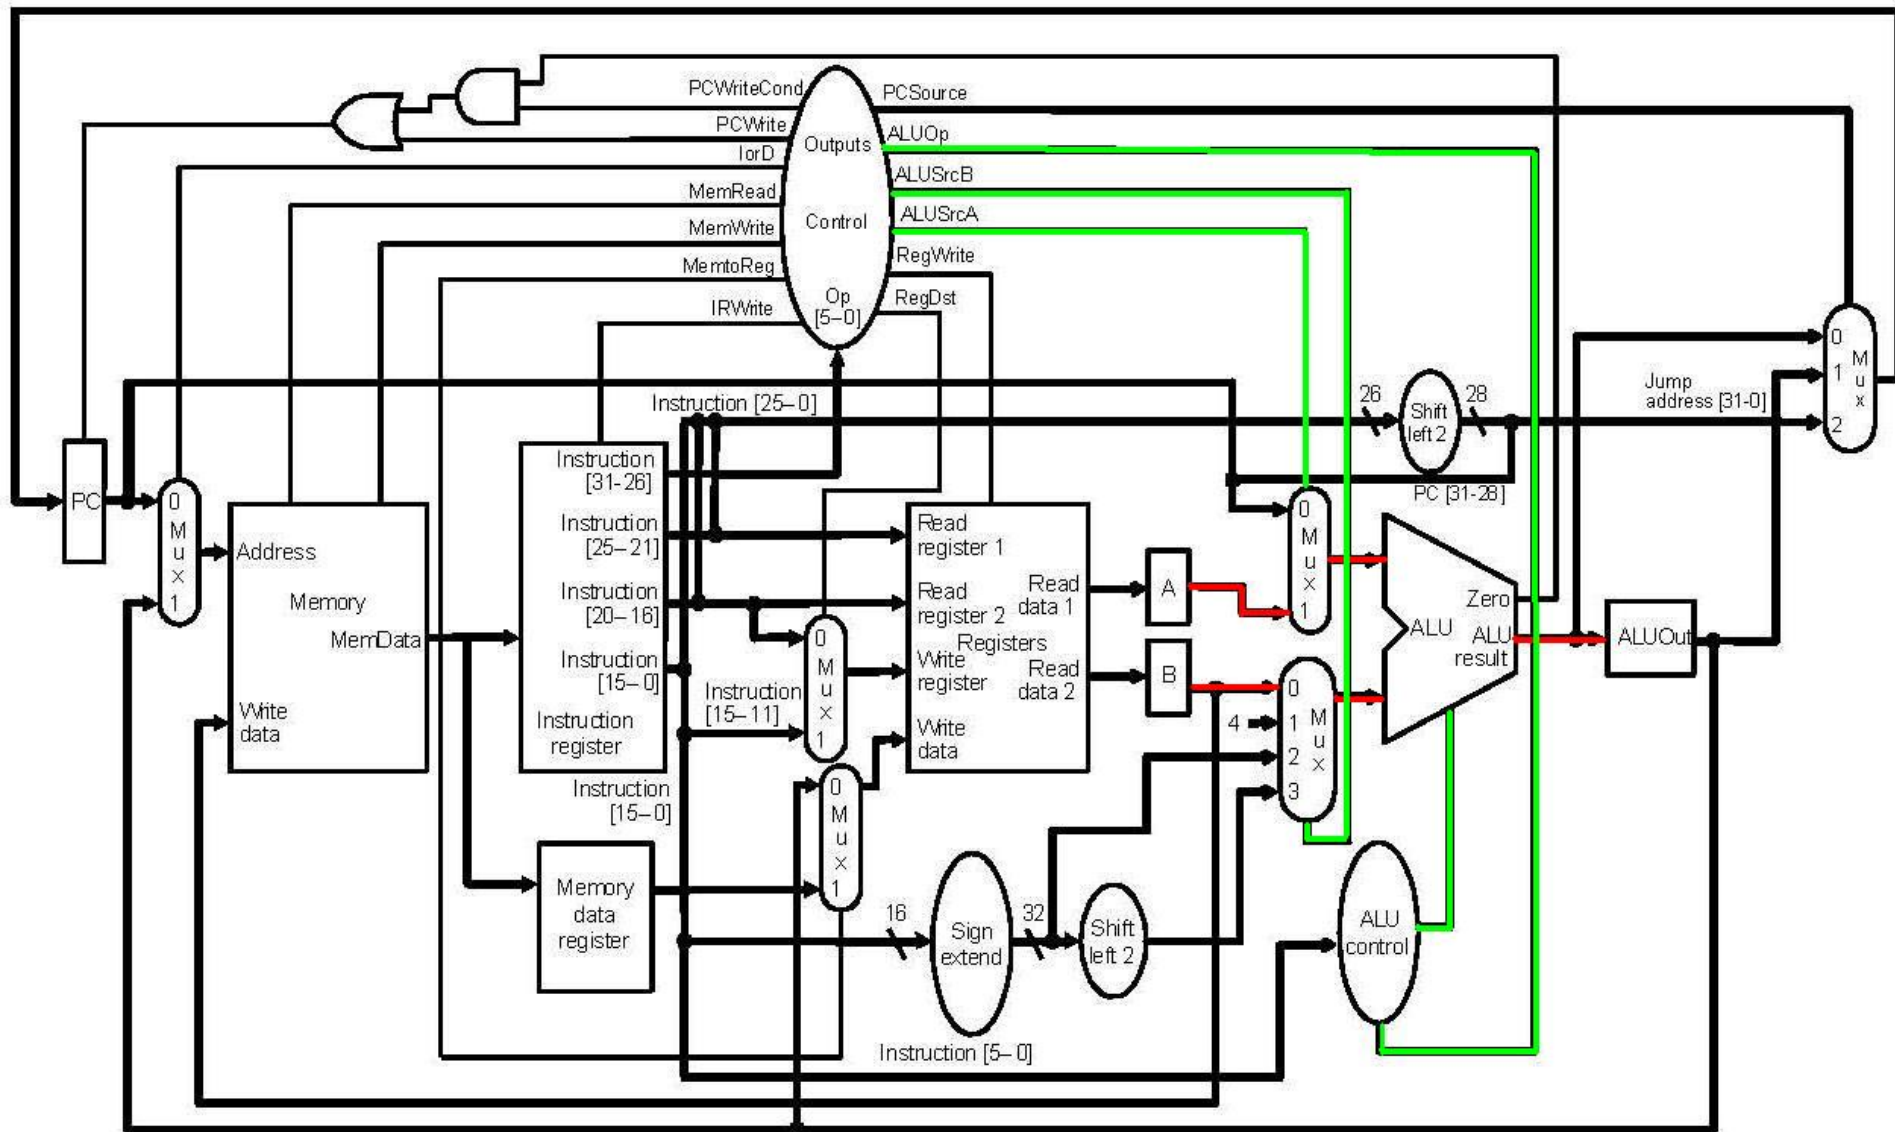 PCWriteCond
PCWrite
IorD
MemRead
MemWrite
MemtoReg
IRWrite
Outputs
Control
Op
[5–0]
PCSource
ALUOp
ALUSrcB
ALUSrcA
RegWrite
RegDst
Instruction [25–0]
26
Shift
left 2
28
Jump
address [31-0]
PC [31-28]
0
1
2
M
u
x
PC
0
M
u
x
1
Address
Memory
MemData
Write
data
Instruction
[31-26]
Instruction
[25–21]
Instruction
[20–16]
Instruction
[15–0]
Instruction
register
Instruction
[15–0]
Instruction
[15–11]
0
M
u
x
1
0
M
u
x
1
Memory
data
register
Read
register 1
Read
register 2
Registers
Write
register
Write
data
Read
data 1
Read
data 2
A
B
0
M
u
x
1
4
0
1
2
3
M
u
x
ALU
Zero
ALU
result
ALUOut
16
Sign
extend
32
Shift
left 2
ALU
control
Instruction [5–0]